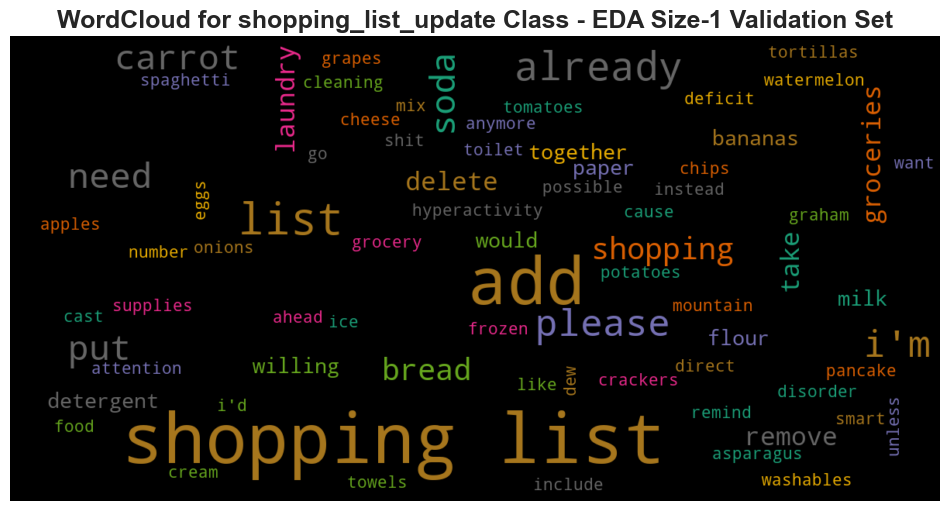 WordCloud for shopping_list_update Class - EDA Size-1 Validation Set
carrot
spaghetti
laundry
grapes
cleaning
soda
already
tortillas
watermelon
deficit
mix
cheese
tomatoes
anymore
shit
go
toilet
together
paper
bananas
groceries
want
chips
need
eggs
delete
possible
instead
hyperactivity
cause
graham
apples
list
number
onions
grocery
would
shopping
potatoes
take
add
milk
supplies
cast
ahead
ice
frozen
please
mountain
flour
i'm
put
attention
willing
bread
like
dew
crackers
direct
pancake
disorder
detergent
i'd
food
shopping list
remind
smart
unless
remove
asparagus
cream
towels
include
washables